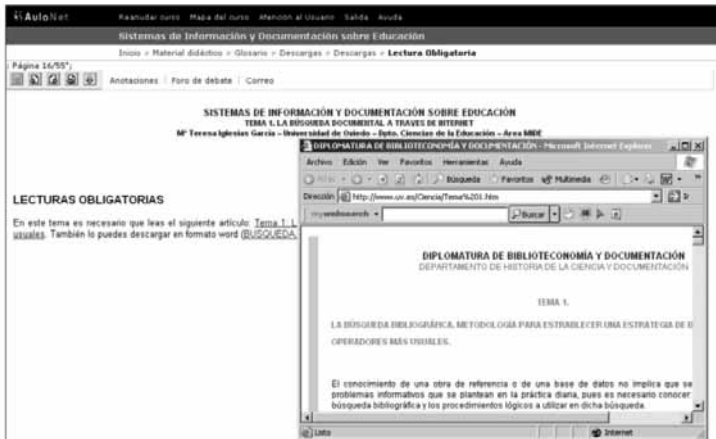 AulaNet
Reanudar curso Mapa del curso Atención al Usuario Salida Ayuda
Sistemas de Información y Documentación sobre Educación
Inicio » Material didáctico » Glosario » Descargas » Descargas » Lectura Obligatoria
; Página 16/55";
Anotaciones | Foro de debate | Correo
SISTEMAS DE INFORMACIÓN Y DOCUMENTACIÓN SOBRE EDUCACIÓN
TEMA 1. LA BÚSQUEDA DOCUMENTAL A TRAVES DE INTERNET
Mª Teresa Iglesias García – Universidad de Oviedo – Dpto. Ciencias de la Educación – Area MIDE
LECTURAS OBLIGATORIAS
En este tema es necesario que leas el siguiente artículo: Tema 1. L
usuales. También lo puedes descargar en formato word (BUSQUEDA.
DIPLOMATURA DE BIBLIOTECONOMÍA Y DOCUMENTACIÓN - Microsoft Internet Explorer
Archivo Edición Ver Favoritos Herramientas Ayuda
Atrás Búsqueda Favoritos Multimedia
Dirección http://www.uv.es/Ciencia/Tema%201.htm
mywebsearch Buscar
DIPLOMATURA DE BIBLIOTECONOMÍA Y DOCUMENTACIÓN
DEPARTAMENTO DE HISTORIA DE LA CIENCIA Y DOCUMENTACIÓN
TEMA 1.
LA BÚSQUEDA BIBLIOGRÁFICA. METODOLOGÍA PARA ESTRABLECER UNA ESTRATEGIA DE B
OPERADORES MÁS USUALES.
El conocimiento de una obra de referencia o de una base de datos no implica que se
problemas informativos que se plantean en la práctica diaria, pues es necesario conocer
búsqueda bibliográfica y los procedimientos lógicos a utilizar en dicha búsqueda.
Listo Internet